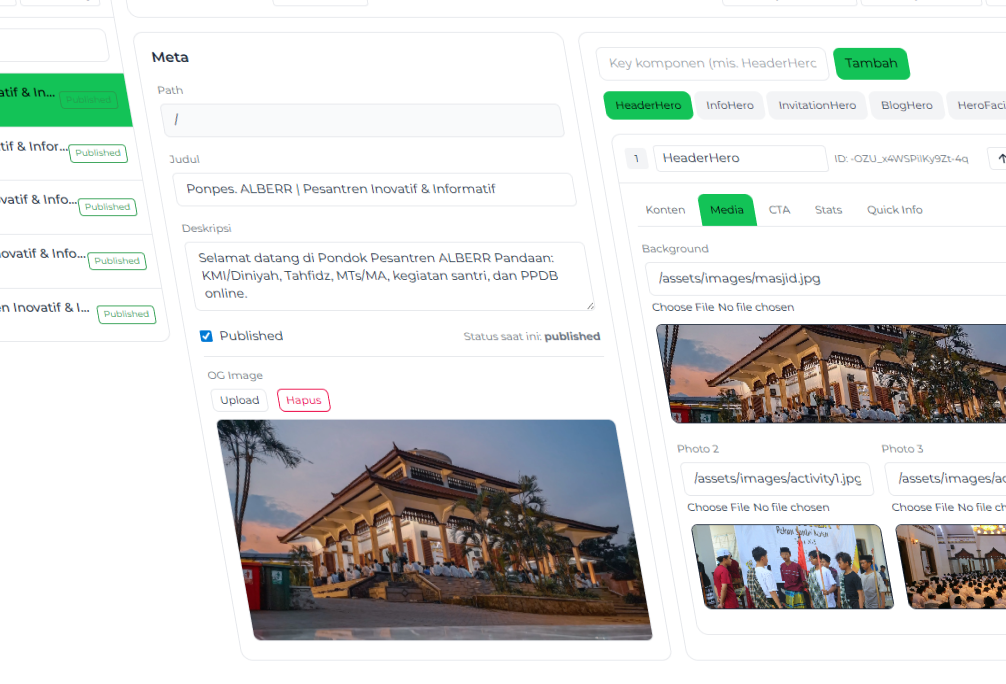 atif & In...
Published
tif & Infor...
Published
vatif & Info...
Published
ovatif & Info...
Published
en Inovatif & I...
Published
Meta
Path
/
Judul
Ponpes. ALBERR | Pesantren Inovatif & Informatif
Deskripsi
Selamat datang di Pondok Pesantren ALBERR Pandaan:
KMI/Diniyah, Tahfidz, MTs/MA, kegiatan santri, dan PPDB
online.
Published
Status saat ini: published
OG Image
Upload
Hapus
Key komponen (mis. HeaderHerc
Tambah
HeaderHero
InfoHero
InvitationHero
BlogHero
HeroFaci
1
HeaderHero
Konten
Media
CTA
Stats
Quick Info
Background
/assets/images/masjid.jpg
Choose File No file chosen
Photo 2
Photo 3
/assets/images/activity1.jpg
/assets/images/ac
Choose File No file chosen
Choose File No file ch